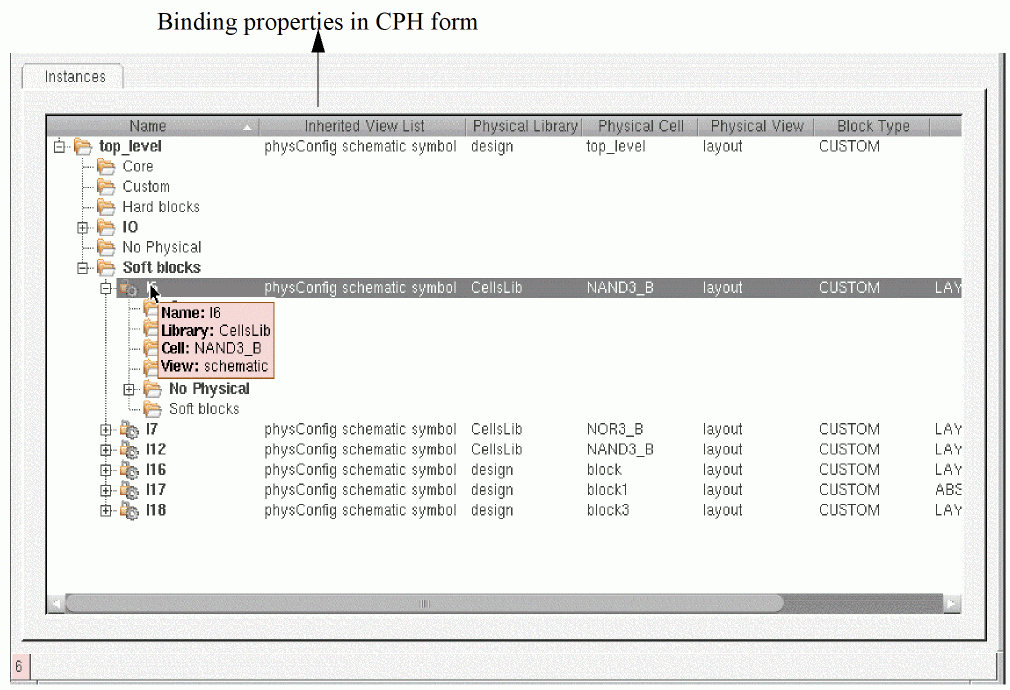 Binding properties in CPH form
Instances
Name Inherited View List Physical Library Physical Cell Physical View Block Type
top_level physConfig schematic symbol design top_level layout CUSTOM
Core
Custom
Hard blocks
IO
No Physical
Soft blocks
physConfig schematic symbol CellsLib NAND3_B layout CUSTOM LAY
Name: I6
Library: CellsLib
Cell: NAND3_B
View: schematic
No Physical
Soft blocks
I7 physConfig schematic symbol CellsLib NOR3_B layout CUSTOM LAY
I12 physConfig schematic symbol CellsLib NAND3_B layout CUSTOM LAY
I16 physConfig schematic symbol design block layout CUSTOM LAY
I17 physConfig schematic symbol design block1 layout CUSTOM ABS
I18 physConfig schematic symbol design block3 layout CUSTOM LAY
6